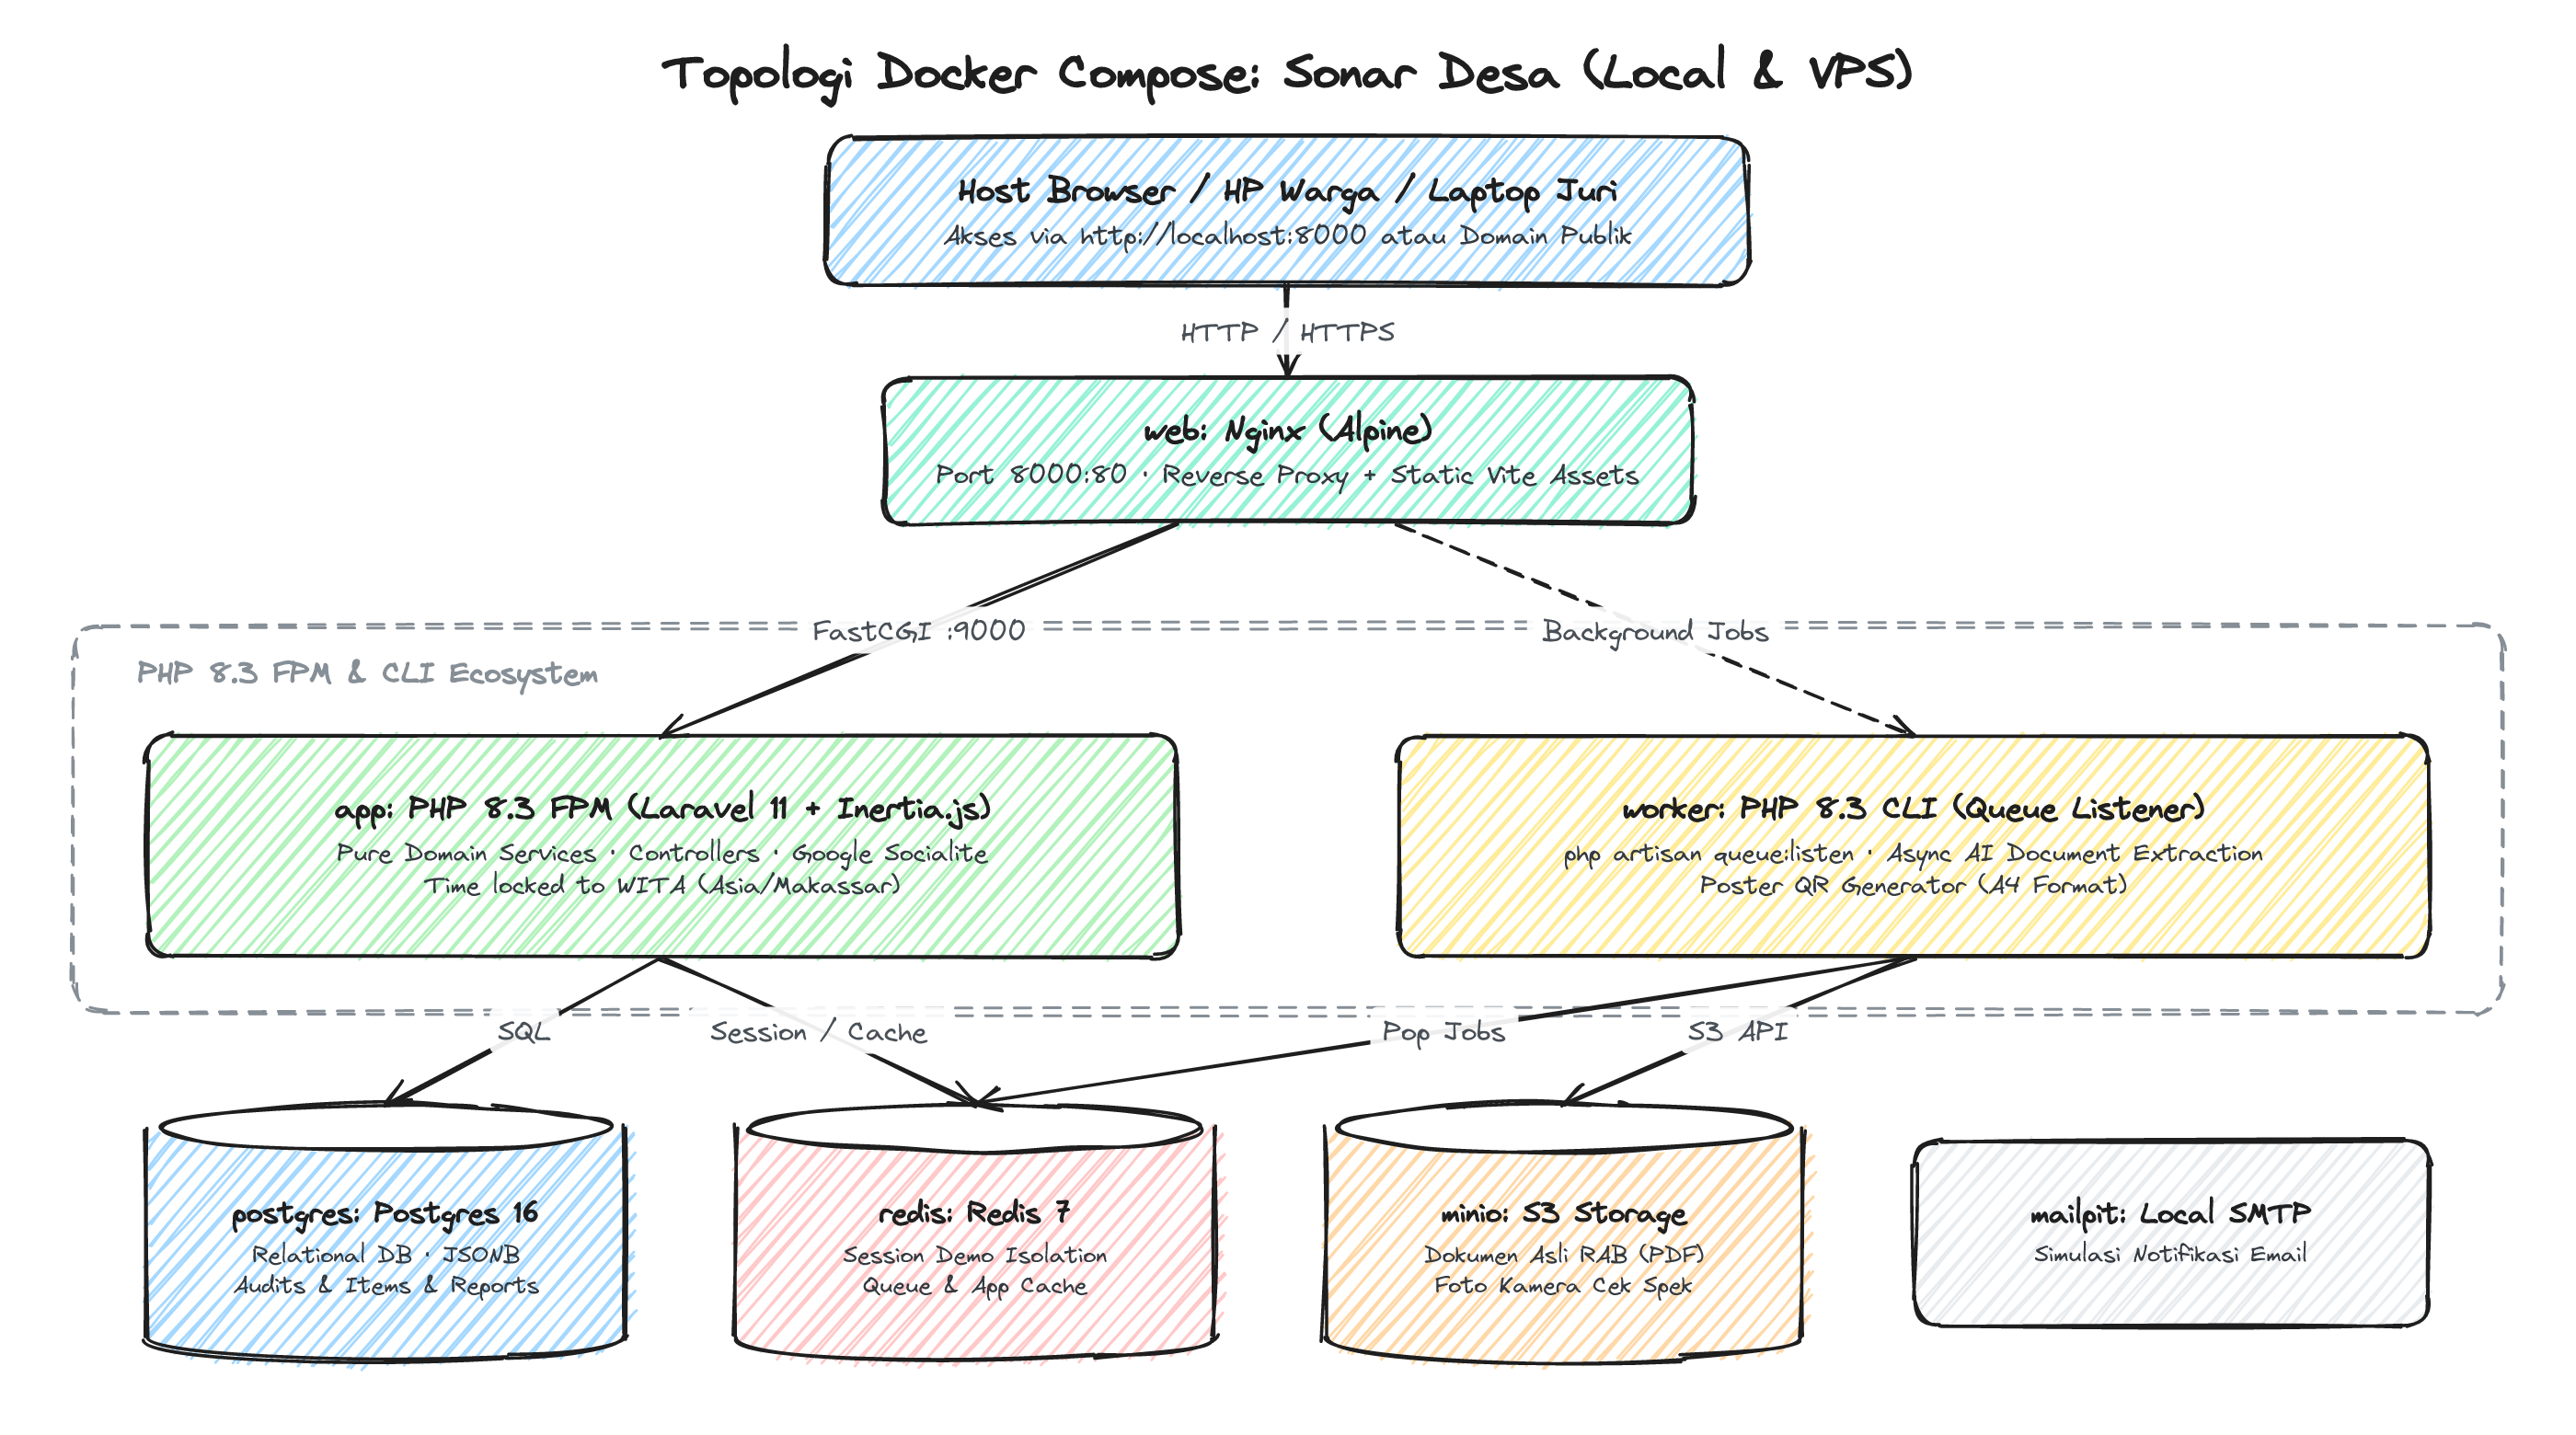 Topologi Docker Compose: Sonar Desa (Local & VPS)
Host Browser / HP Warga / Laptop Juri
Akses via http://localhost:8000 atau Domain Publik
HTTP / HTTPS
web: Nginx (Alpine)
Port 8000:80 · Reverse Proxy + Static Vite Assets
FastCGI :9000
Background Jobs
PHP 8.3 FPM & CLI Ecosystem
app: PHP 8.3 FPM (Laravel 11 + Inertia.js)
Pure Domain Services · Controllers · Google Socialite
Time locked to WITA (Asia/Makassar)
worker: PHP 8.3 CLI (Queue Listener)
php artisan queue:listen · Async AI Document Extraction
Poster QR Generator (A4 Format)
SQL
Session / Cache
Pop Jobs
S3 API
postgres: Postgres 16
Relational DB · JSONB
Audits & Items & Reports
redis: Redis 7
Session Demo Isolation
Queue & App Cache
minio: S3 Storage
Dokumen Asli RAB (PDF)
Foto Kamera Cek Spek
mailpit: Local SMTP
Simulasi Notifikasi Email